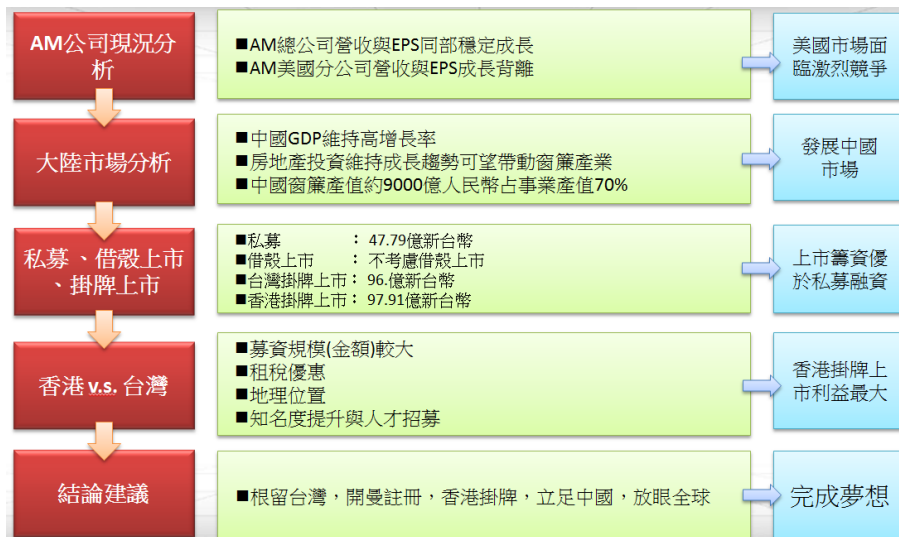 AM公司現況分
析
■AM總公司營收與EPS同部穩定成長
■AM美國分公司營收與EPS成長背離
美國市場面
臨激烈競爭
大陸市場分析
■中國GDP維持高增長率
■房地產投資維持成長趨勢可望帶動窗簾產業
■中國窗簾產值約9000億人民幣占事業產值70%
發展中國
市場
私募、借殼上市
、掛牌上市
■私募 : 47.79億新台幣
■借殼上市 : 不考慮借殼上市
■台灣掛牌上市: 96.億新台幣
■香港掛牌上市: 97.91億新台幣
上市籌資優
於私募融資
香港 v.s. 台灣
■募資規模(金額)較大
■租稅優惠
■地理位置
■知名度提升與人才招募
香港掛牌上
市利益最大
結論建議
■根留台灣，開曼註冊，香港掛牌，立足中國，放眼全球
完成夢想